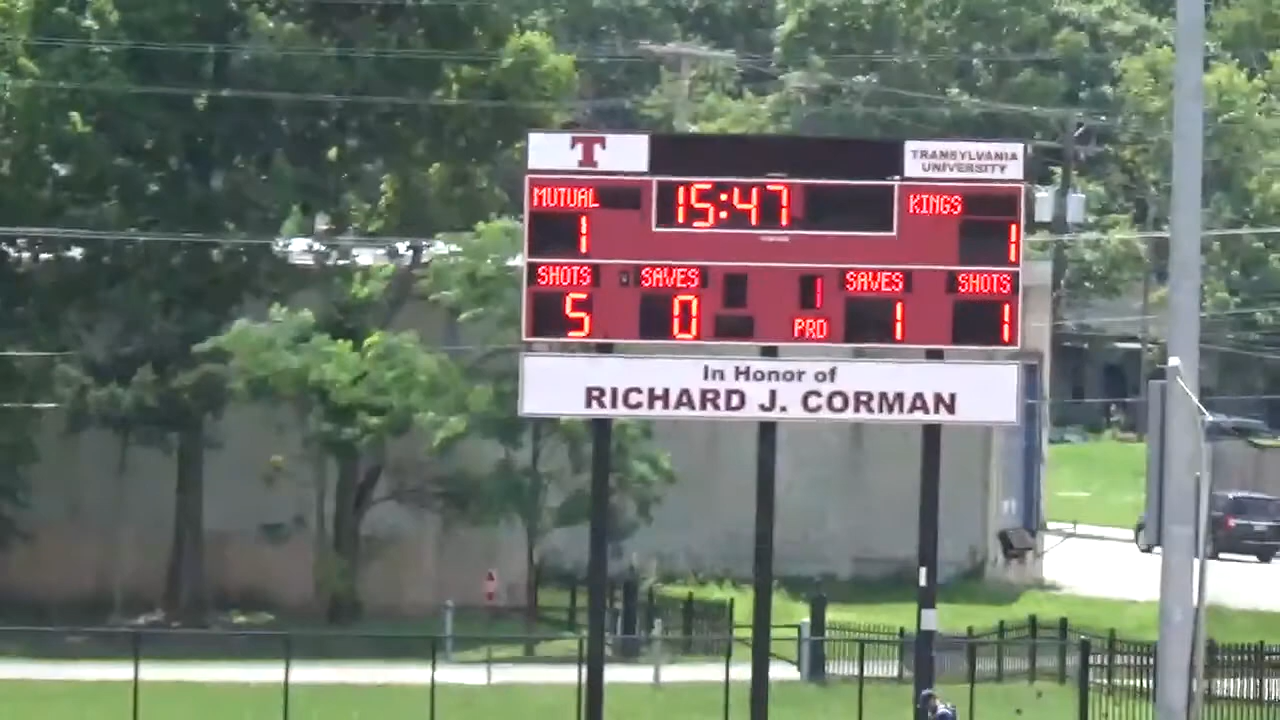 T
TRANSYLVANIA
UNIVERSITY
MUTUAL 15:47 KINGS
1 1
SHOTS SAVES SAVES SHOTS
5 0 1 1 1
PRD
In Honor of
RICHARD J. CORMAN